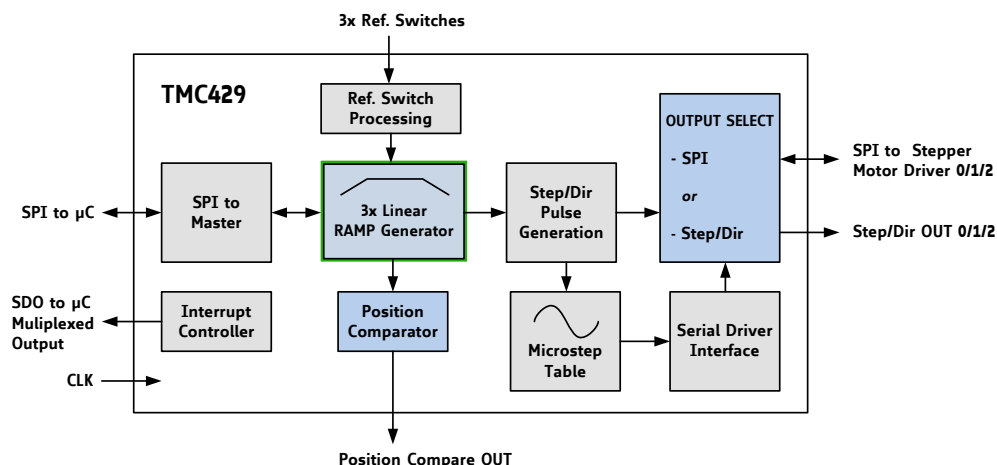 3x Ref. Switches
TMC429
Ref. Switch
Processing
OUTPUT SELECT
- SPI
or
- Step/Dir
SPI to Stepper
Motor Driver 0/1/2
Step/Dir OUT 0/1/2
SPI to µC
SPI to
Master
3x Linear
RAMP Generator
Step/Dir
Pulse
Generation
SDO to µC
Muliplexed
Output
Interrupt
Controller
Position
Comparator
Microstep
Table
Serial Driver
Interface
CLK
Position Compare OUT